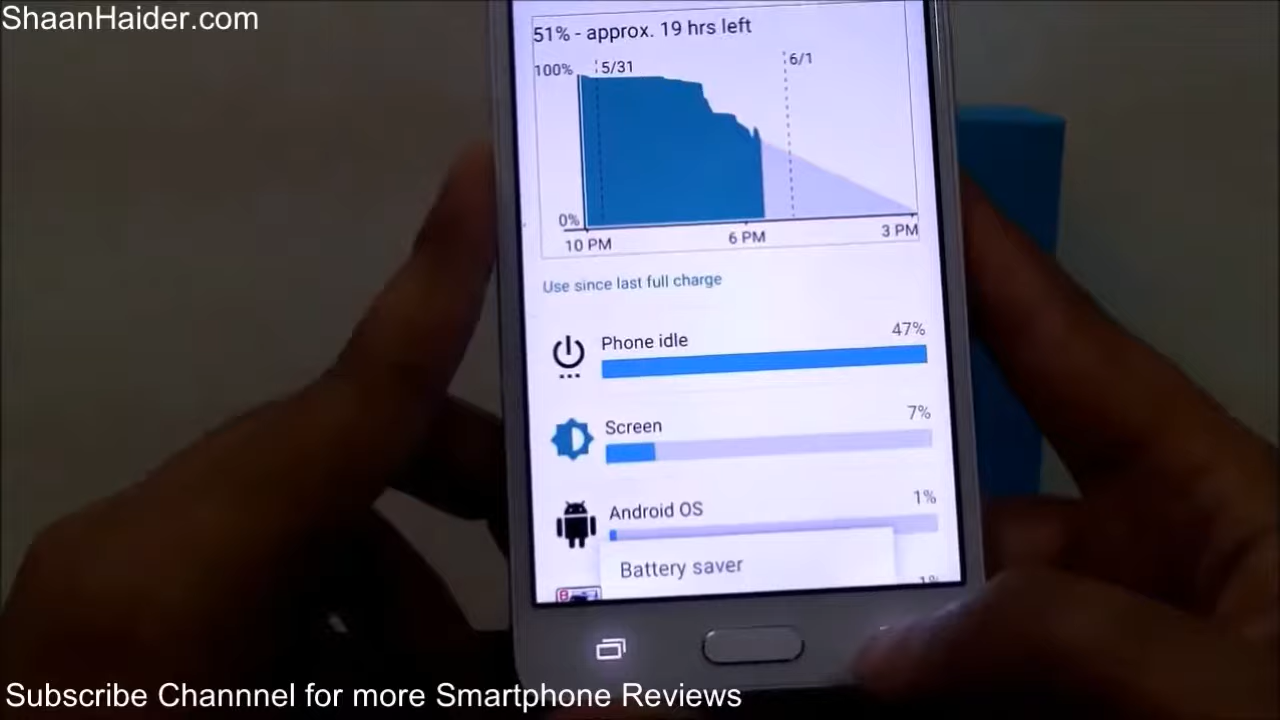 ShaanHaider.com
51% - approx. 19 hrs left
100%
5/31
6/1
0%
10 PM
6 PM
3 PM
Use since last full charge
Phone idle
47%
Screen
7%
Android OS
1%
Battery saver
1%
Subscribe Channnel for more Smartphone Reviews